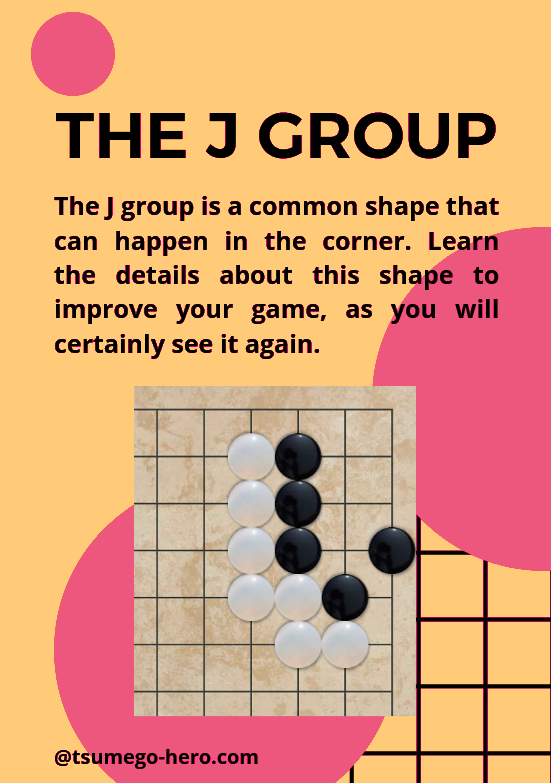 THE J GROUP
The J group is a common shape that
can happen in the corner. Learn
the details about this shape to
improve your game, as you will
certainly see it again.
@tsumego-hero.com